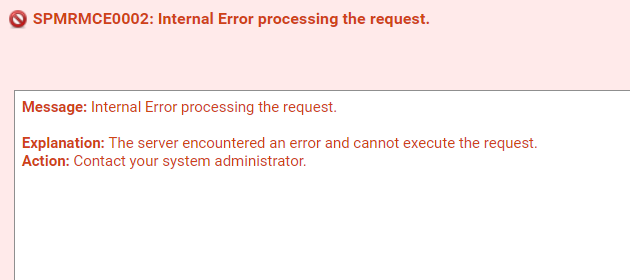 SPMRMCE0002: Internal Error processing the request.
Message: Internal Error processing the request.
Explanation: The server encountered an error and cannot execute the request.
Action: Contact your system administrator.